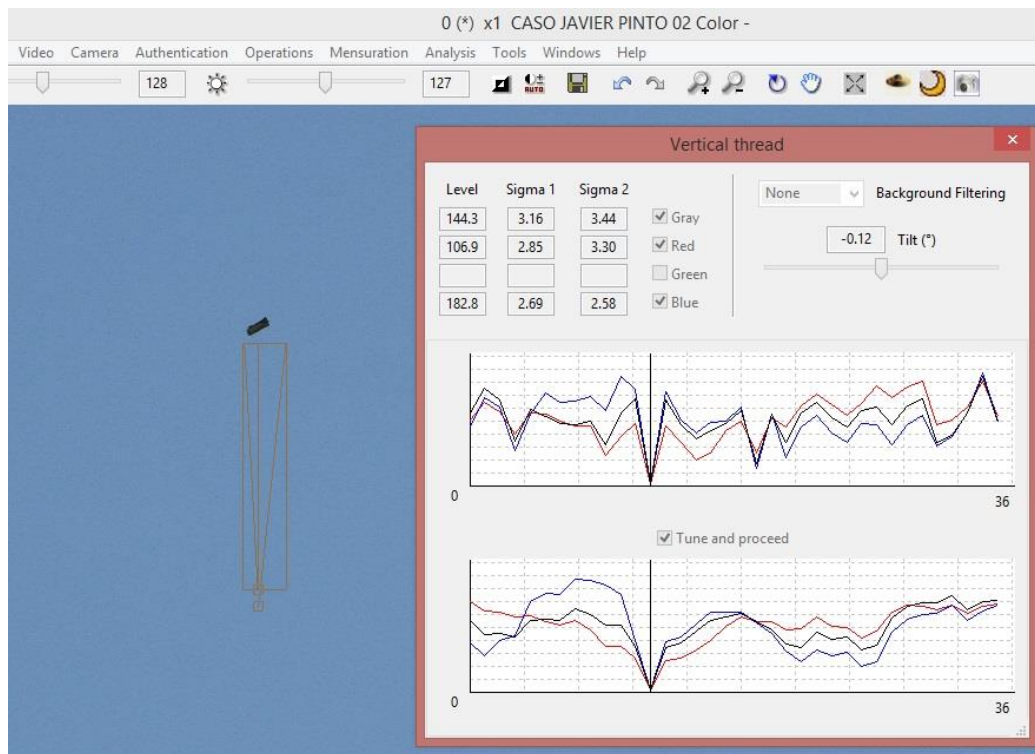 0 (*) x1 CASO JAVIER PINTO 02 Color -
Video Camera Authentication Operations Mensuration Analysis Tools Windows Help
128 127 AUTO
Vertical thread
Level Sigma 1 Sigma 2 None Background Filtering
144.3 3.16 3.44 Gray
106.9 2.85 3.30 Red -0.12 Tilt (°)
Green
182.8 2.69 2.58 Blue
0 36
Tune and proceed
0 36